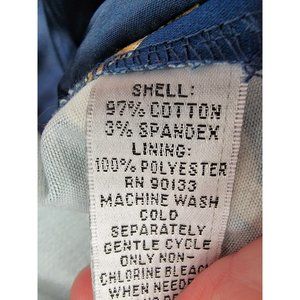 SHELL:
97% COTTON
3% SPANDEX
LINING:
100% POLYESTER
RN 90133
MACHINE WASH
COLD
SEPARATELY
GENTLE CYCLE
ONLY NON-
CHLORINE BLEACH
WHEN NEEDED